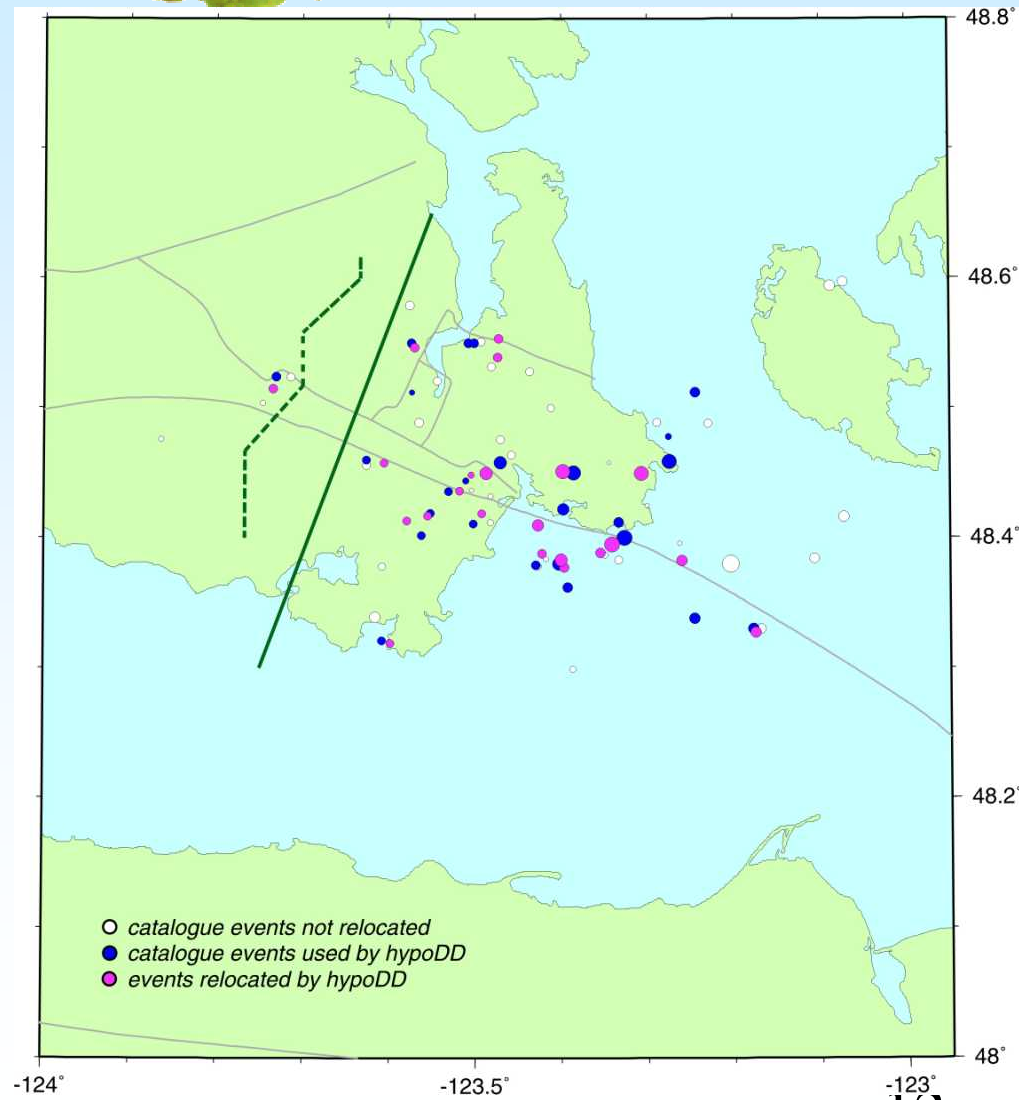 48.8°
48.6°
48.4°
48.2°
catalogue events not relocated
catalogue events used by hypoDD
events relocated by hypoDD
48°
-124°
-123.5°
-123°